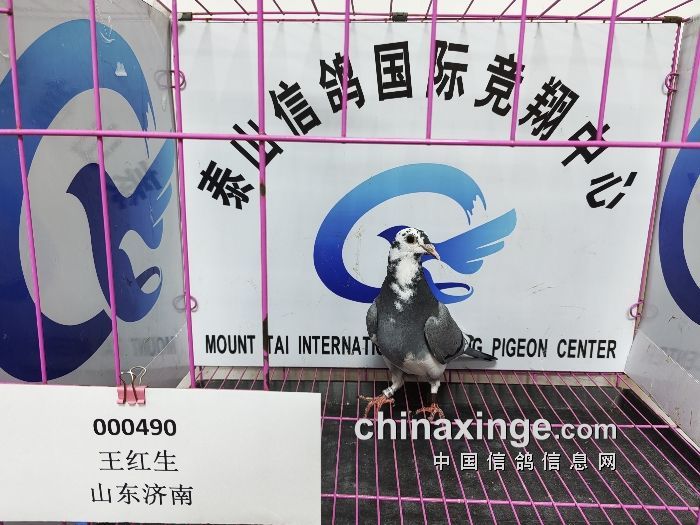 泰山信鸽国际竞翔中心
MOUNT TAI INTERNATI G PIGEON CENTER
000490
王红生
山东济南
chinaxinge.com
中国信鸽信息网